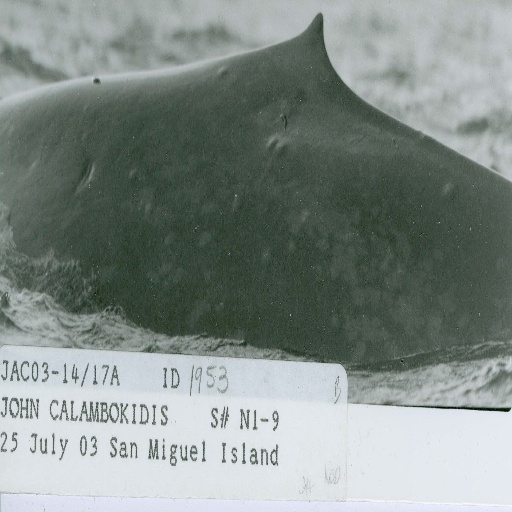 JAC03-14/17A ID 1953 B
JOHN CALAMBOKIDIS S# N1-9
25 July 03 San Miguel Island